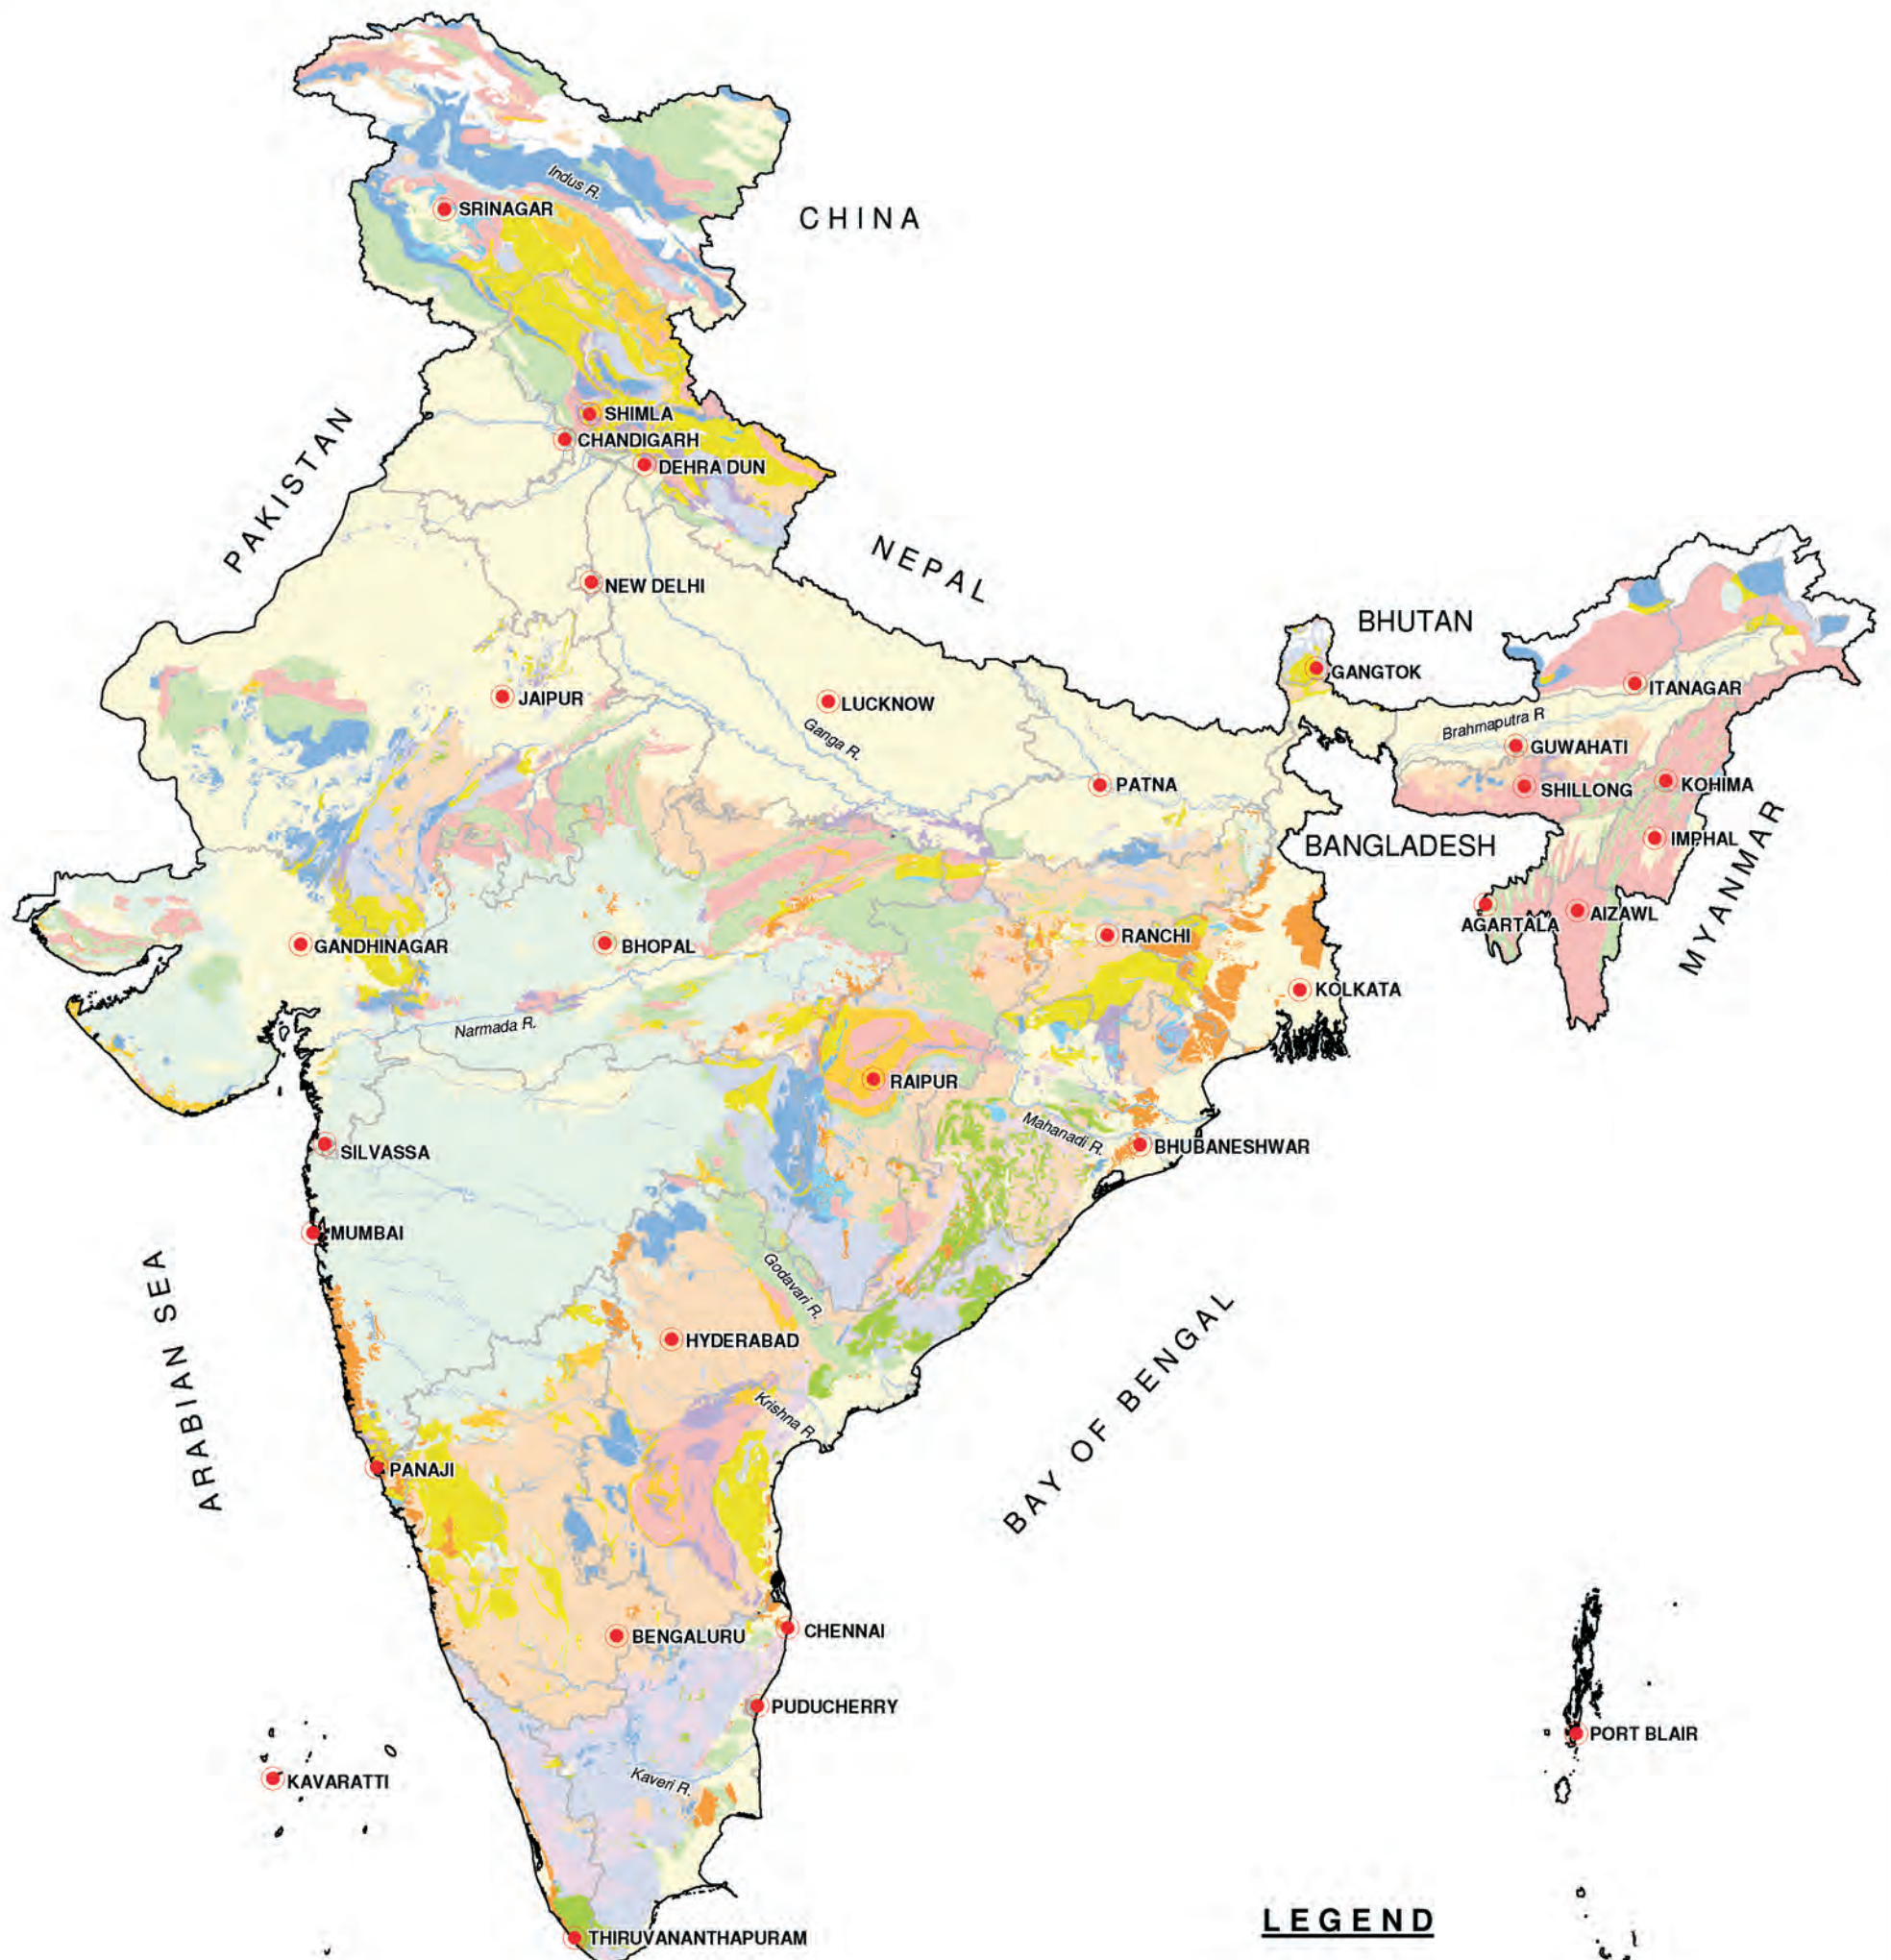 Indus R.
SRINAGAR
CHINA
SHIMLA
CHANDIGARH
DEHRA DUN
PAKISTAN
NEPAL
NEW DELHI
BHUTAN
GANGTOK
ITANAGAR
JAIPUR
LUCKNOW
Ganga R.
Brahmaputra R
GUWAHATI
PATNA
SHILLONG
KOHIMA
BANGLADESH
IMPHAL
MYANMAR
AGARTALA
AIZAWL
GANDHINAGAR
BHOPAL
RANCHI
KOLKATA
Narmada R.
RAIPUR
Mahanadi R.
BHUBANESHWAR
SILVASSA
MUMBAI
ARABIAN SEA
Godavari R.
HYDERABAD
Krishna R.
BAY OF BENGAL
PANAJI
BENGALURU
CHENNAI
PUDUCHERRY
PORT BLAIR
Kaveri R.
KAVARATTI
LEGEND
THIRUVANANTHAPURAM